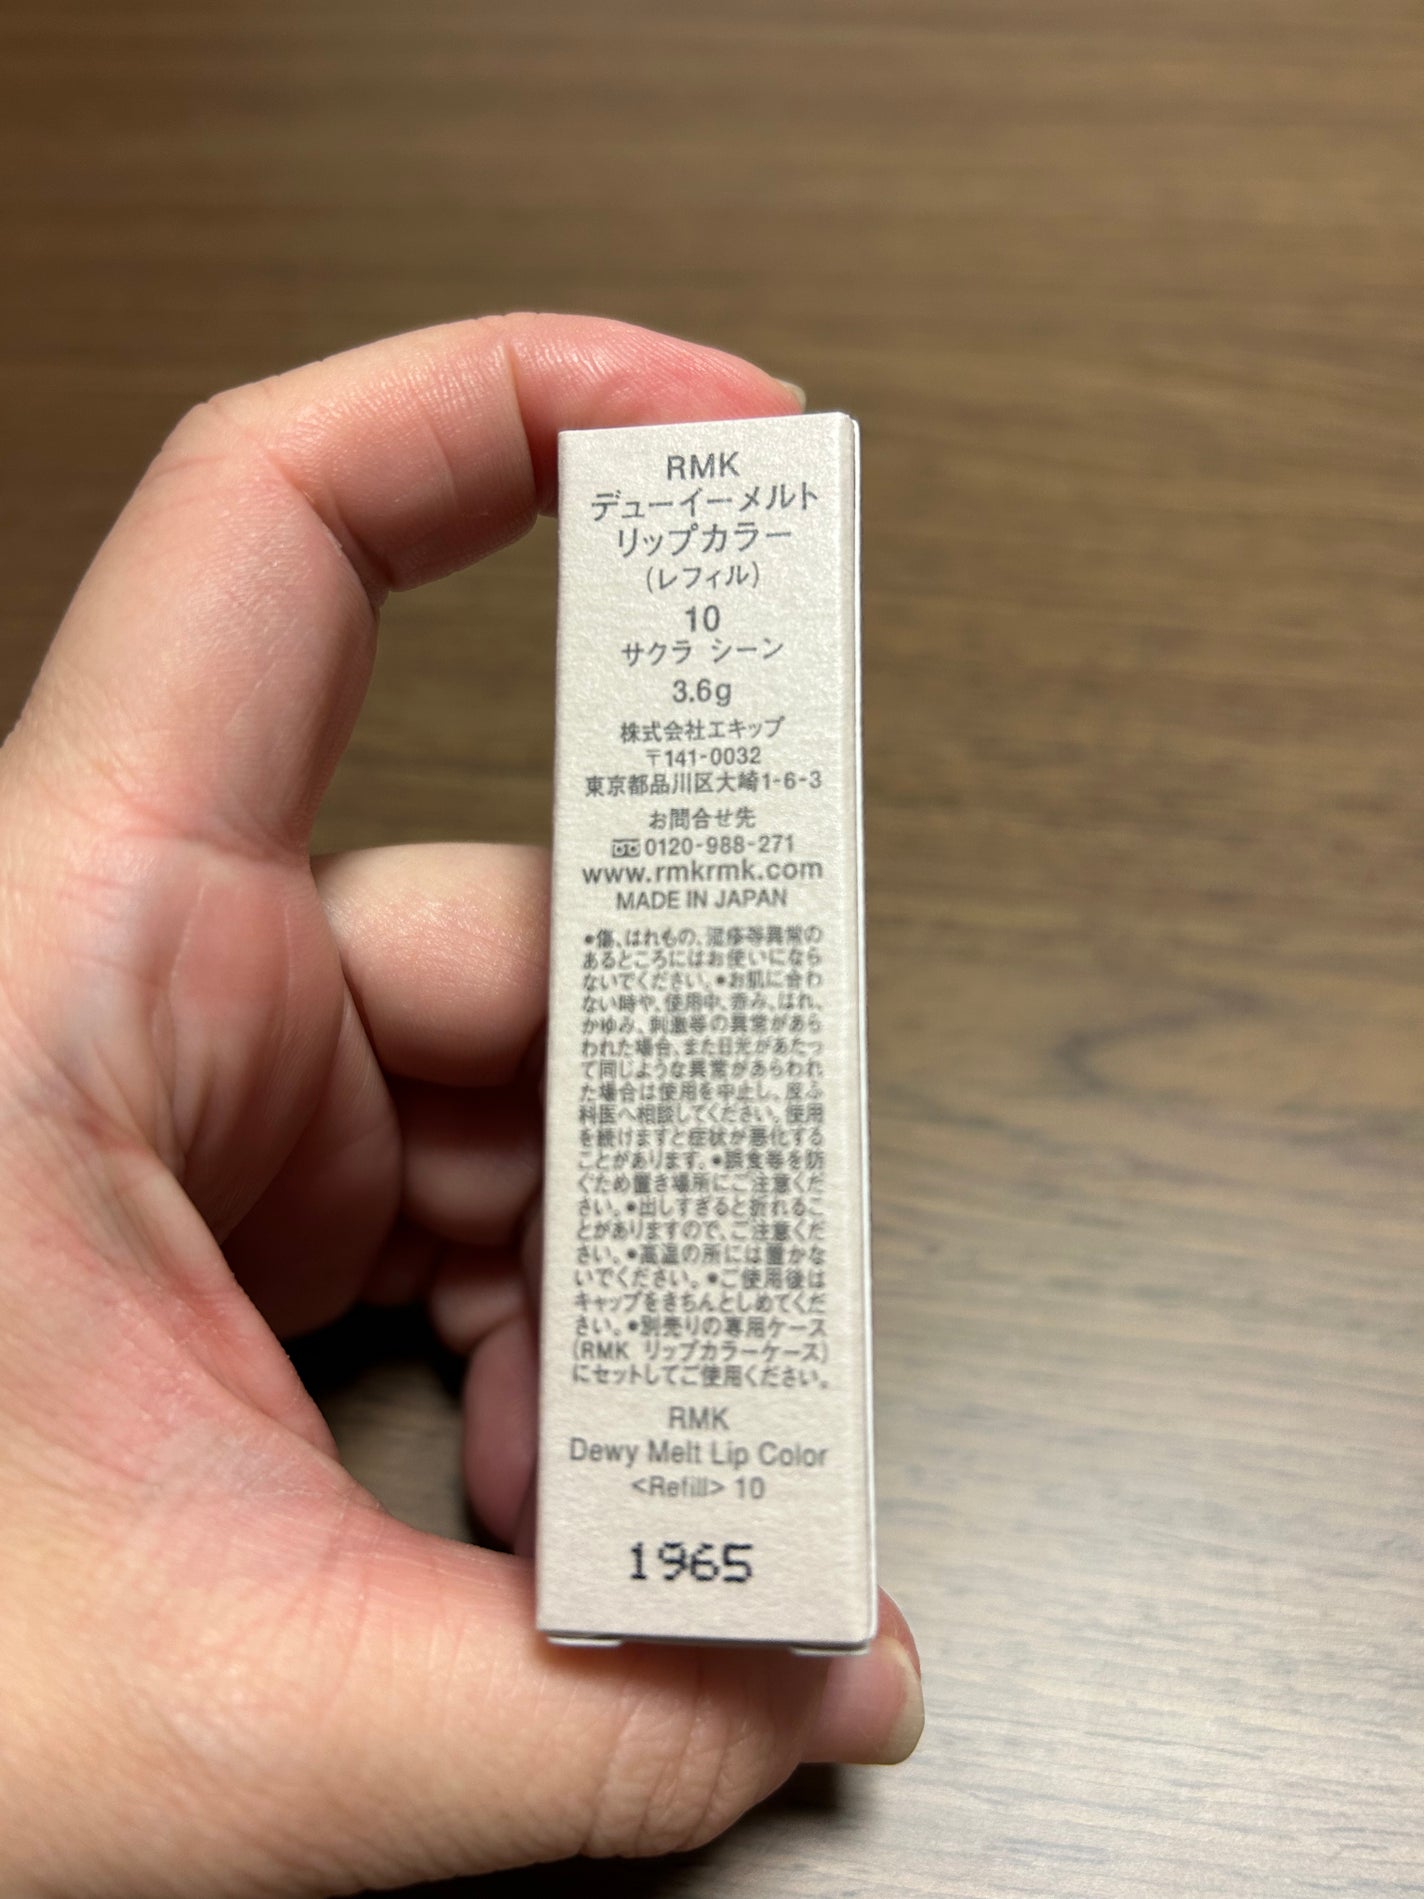 RMK
デューイーメルト
リップカラー
(レフィル)
10
サクラ シーン
3.6g
株式会社エキップ
〒141-0032
東京都品川区大崎1-6-3
お問合せ先
0120-988-271
www.rmkrmk.com
MADE IN JAPAN
●傷、はれもの、湿疹等異常の
あるところにはお使いになら
ないでください。●お肌に合わ
ない時や、使用中、赤み、はれ、
かゆみ、刺激等の異常があら
われた場合、また日光があたっ
て同じような異常があらわれ
た場合は使用を中止し、皮ふ
科医へ相談してください。使用
を続けますと症状が悪化する
ことがあります。●誤食等を防
ぐため置き場所にご注意くだ
さい。●出しすぎると折れるこ
とがありますので、ご注意くだ
さい。●高温の所には置かな
いでください。●ご使用後は
キャップをきちんとしめてくだ
さい。●別売りの専用ケース
(RMK リップカラーケース)
にセットしてご使用ください。
RMK
Dewy Melt Lip Color
<Refill> 10
1965